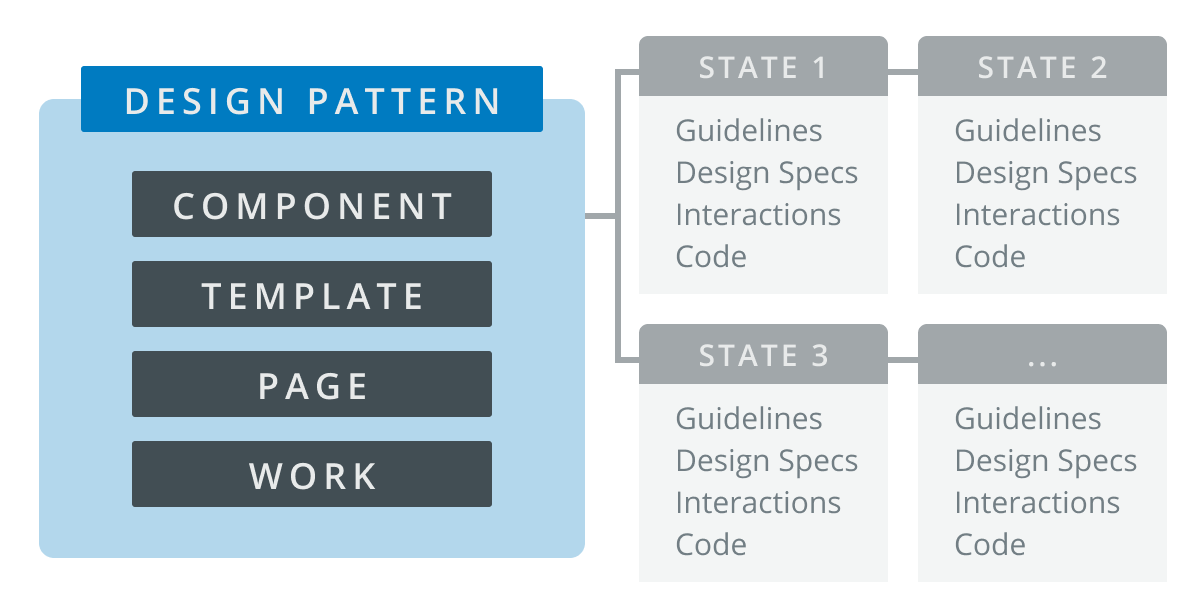 DESIGN PATTERN
COMPONENT
TEMPLATE
PAGE
WORK
STATE 1
Guidelines
Design Specs
Interactions
Code
STATE 2
Guidelines
Design Specs
Interactions
Code
STATE 3
Guidelines
Design Specs
Interactions
Code
...
Guidelines
Design Specs
Interactions
Code